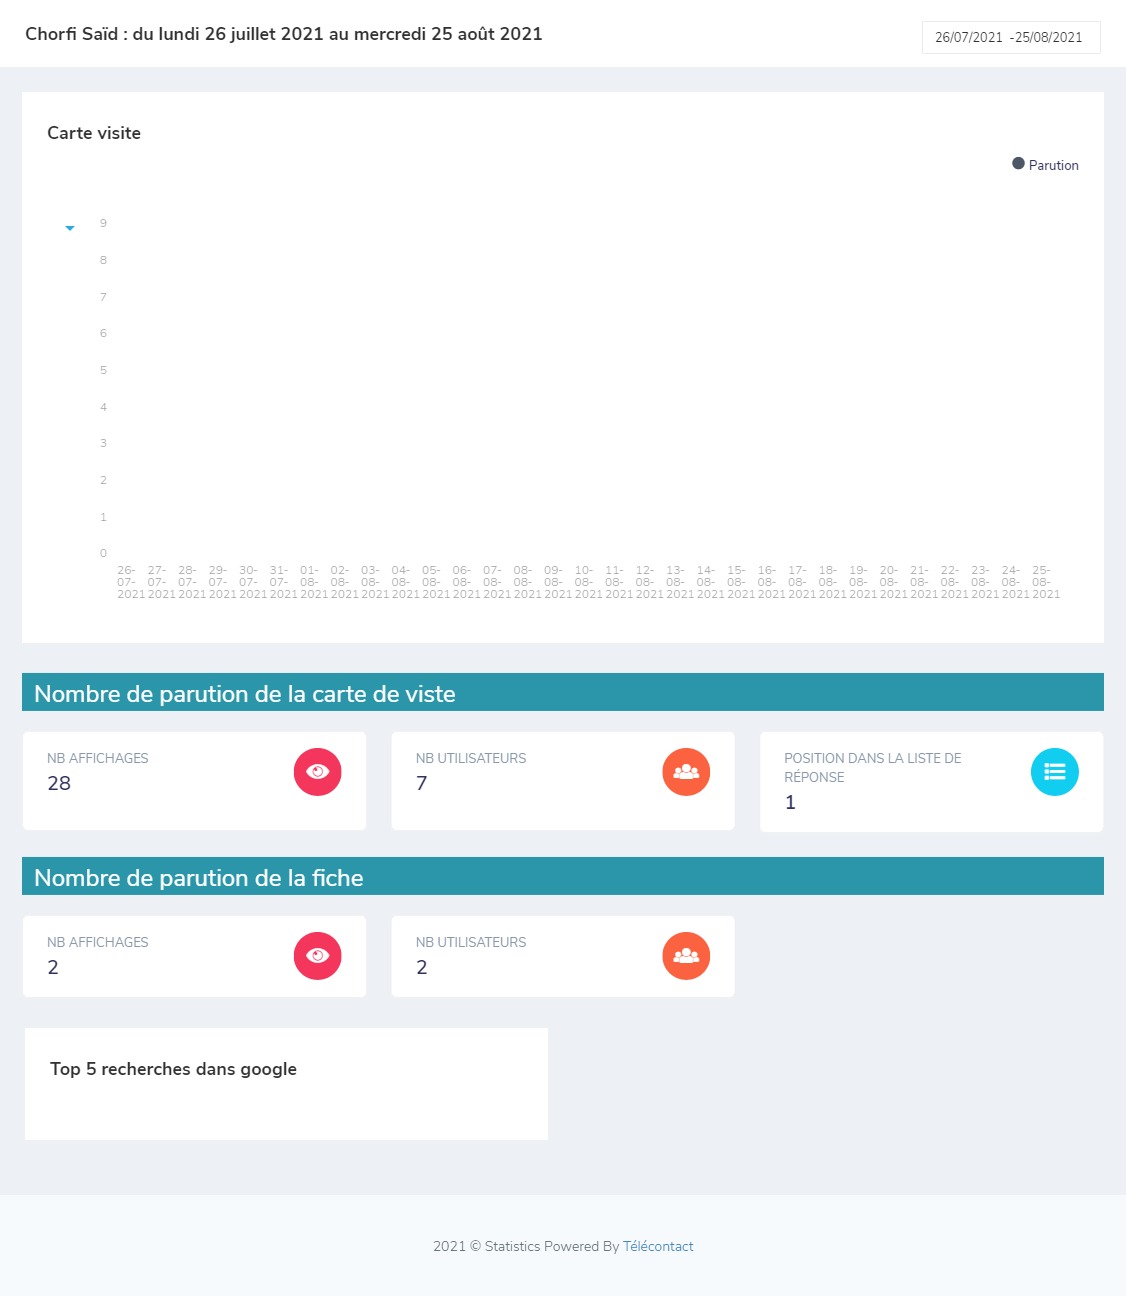 Chorfi Saïd : du lundi 26 juillet 2021 au mercredi 25 août 2021
26/07/2021 -25/08/2021
Carte visite
Parution
9
8
7
6
5
4
3
2
1
0
26- 27- 28- 29- 30- 31- 01- 02- 03- 04- 05- 06- 07- 08- 09- 10- 11- 12- 13- 14- 15- 16- 17- 18- 19- 20- 21- 22- 23- 24- 25-
07- 07- 07- 07- 07- 07- 08- 08- 08- 08- 08- 08- 08- 08- 08- 08- 08- 08- 08- 08- 08- 08- 08- 08- 08- 08- 08- 08- 08- 08- 08-
2021 2021 2021 2021 2021 2021 2021 2021 2021 2021 2021 2021 2021 2021 2021 2021 2021 2021 2021 2021 2021 2021 2021 2021 2021 2021 2021 2021 2021 2021 2021
Nombre de parution de la carte de viste
NB AFFICHAGES
28
NB UTILISATEURS
7
POSITION DANS LA LISTE DE
RÉPONSE
1
Nombre de parution de la fiche
NB AFFICHAGES
2
NB UTILISATEURS
2
Top 5 recherches dans google
2021 © Statistics Powered By Télécontact